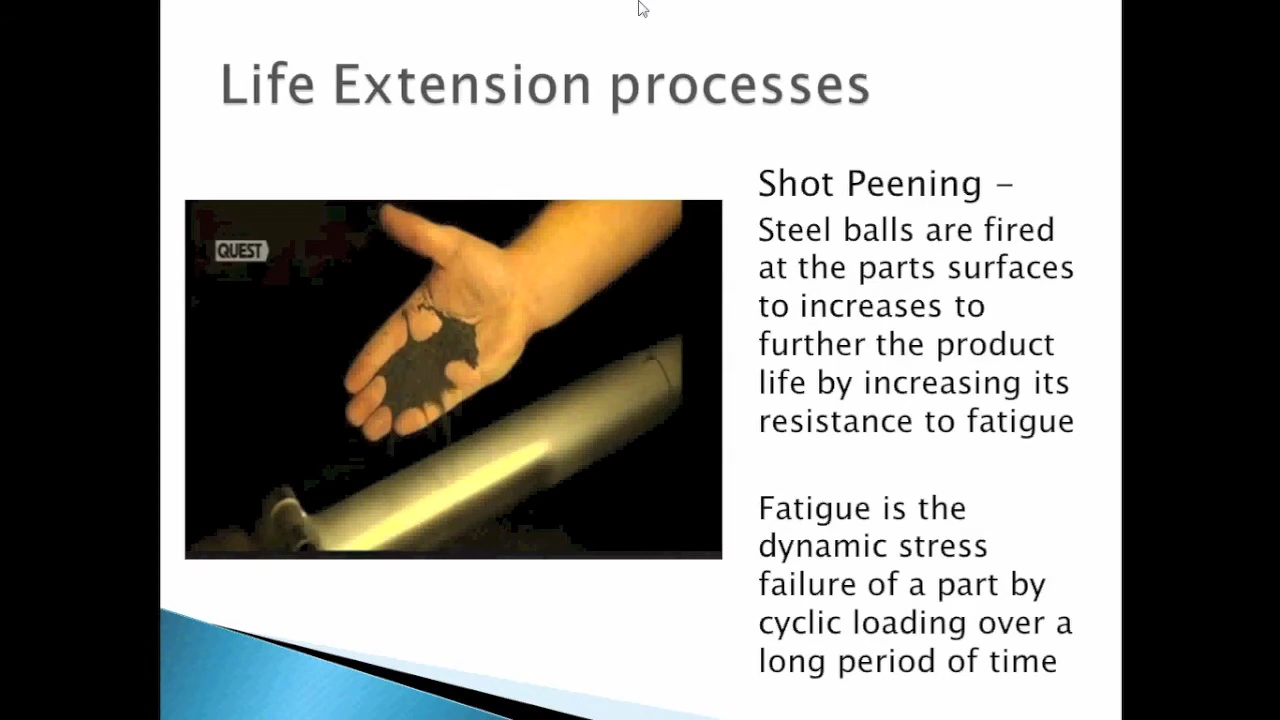 Life Extension processes
QUEST
Shot Peening –
Steel balls are fired
at the parts surfaces
to increases to
further the product
life by increasing its
resistance to fatigue
Fatigue is the
dynamic stress
failure of a part by
cyclic loading over a
long period of time